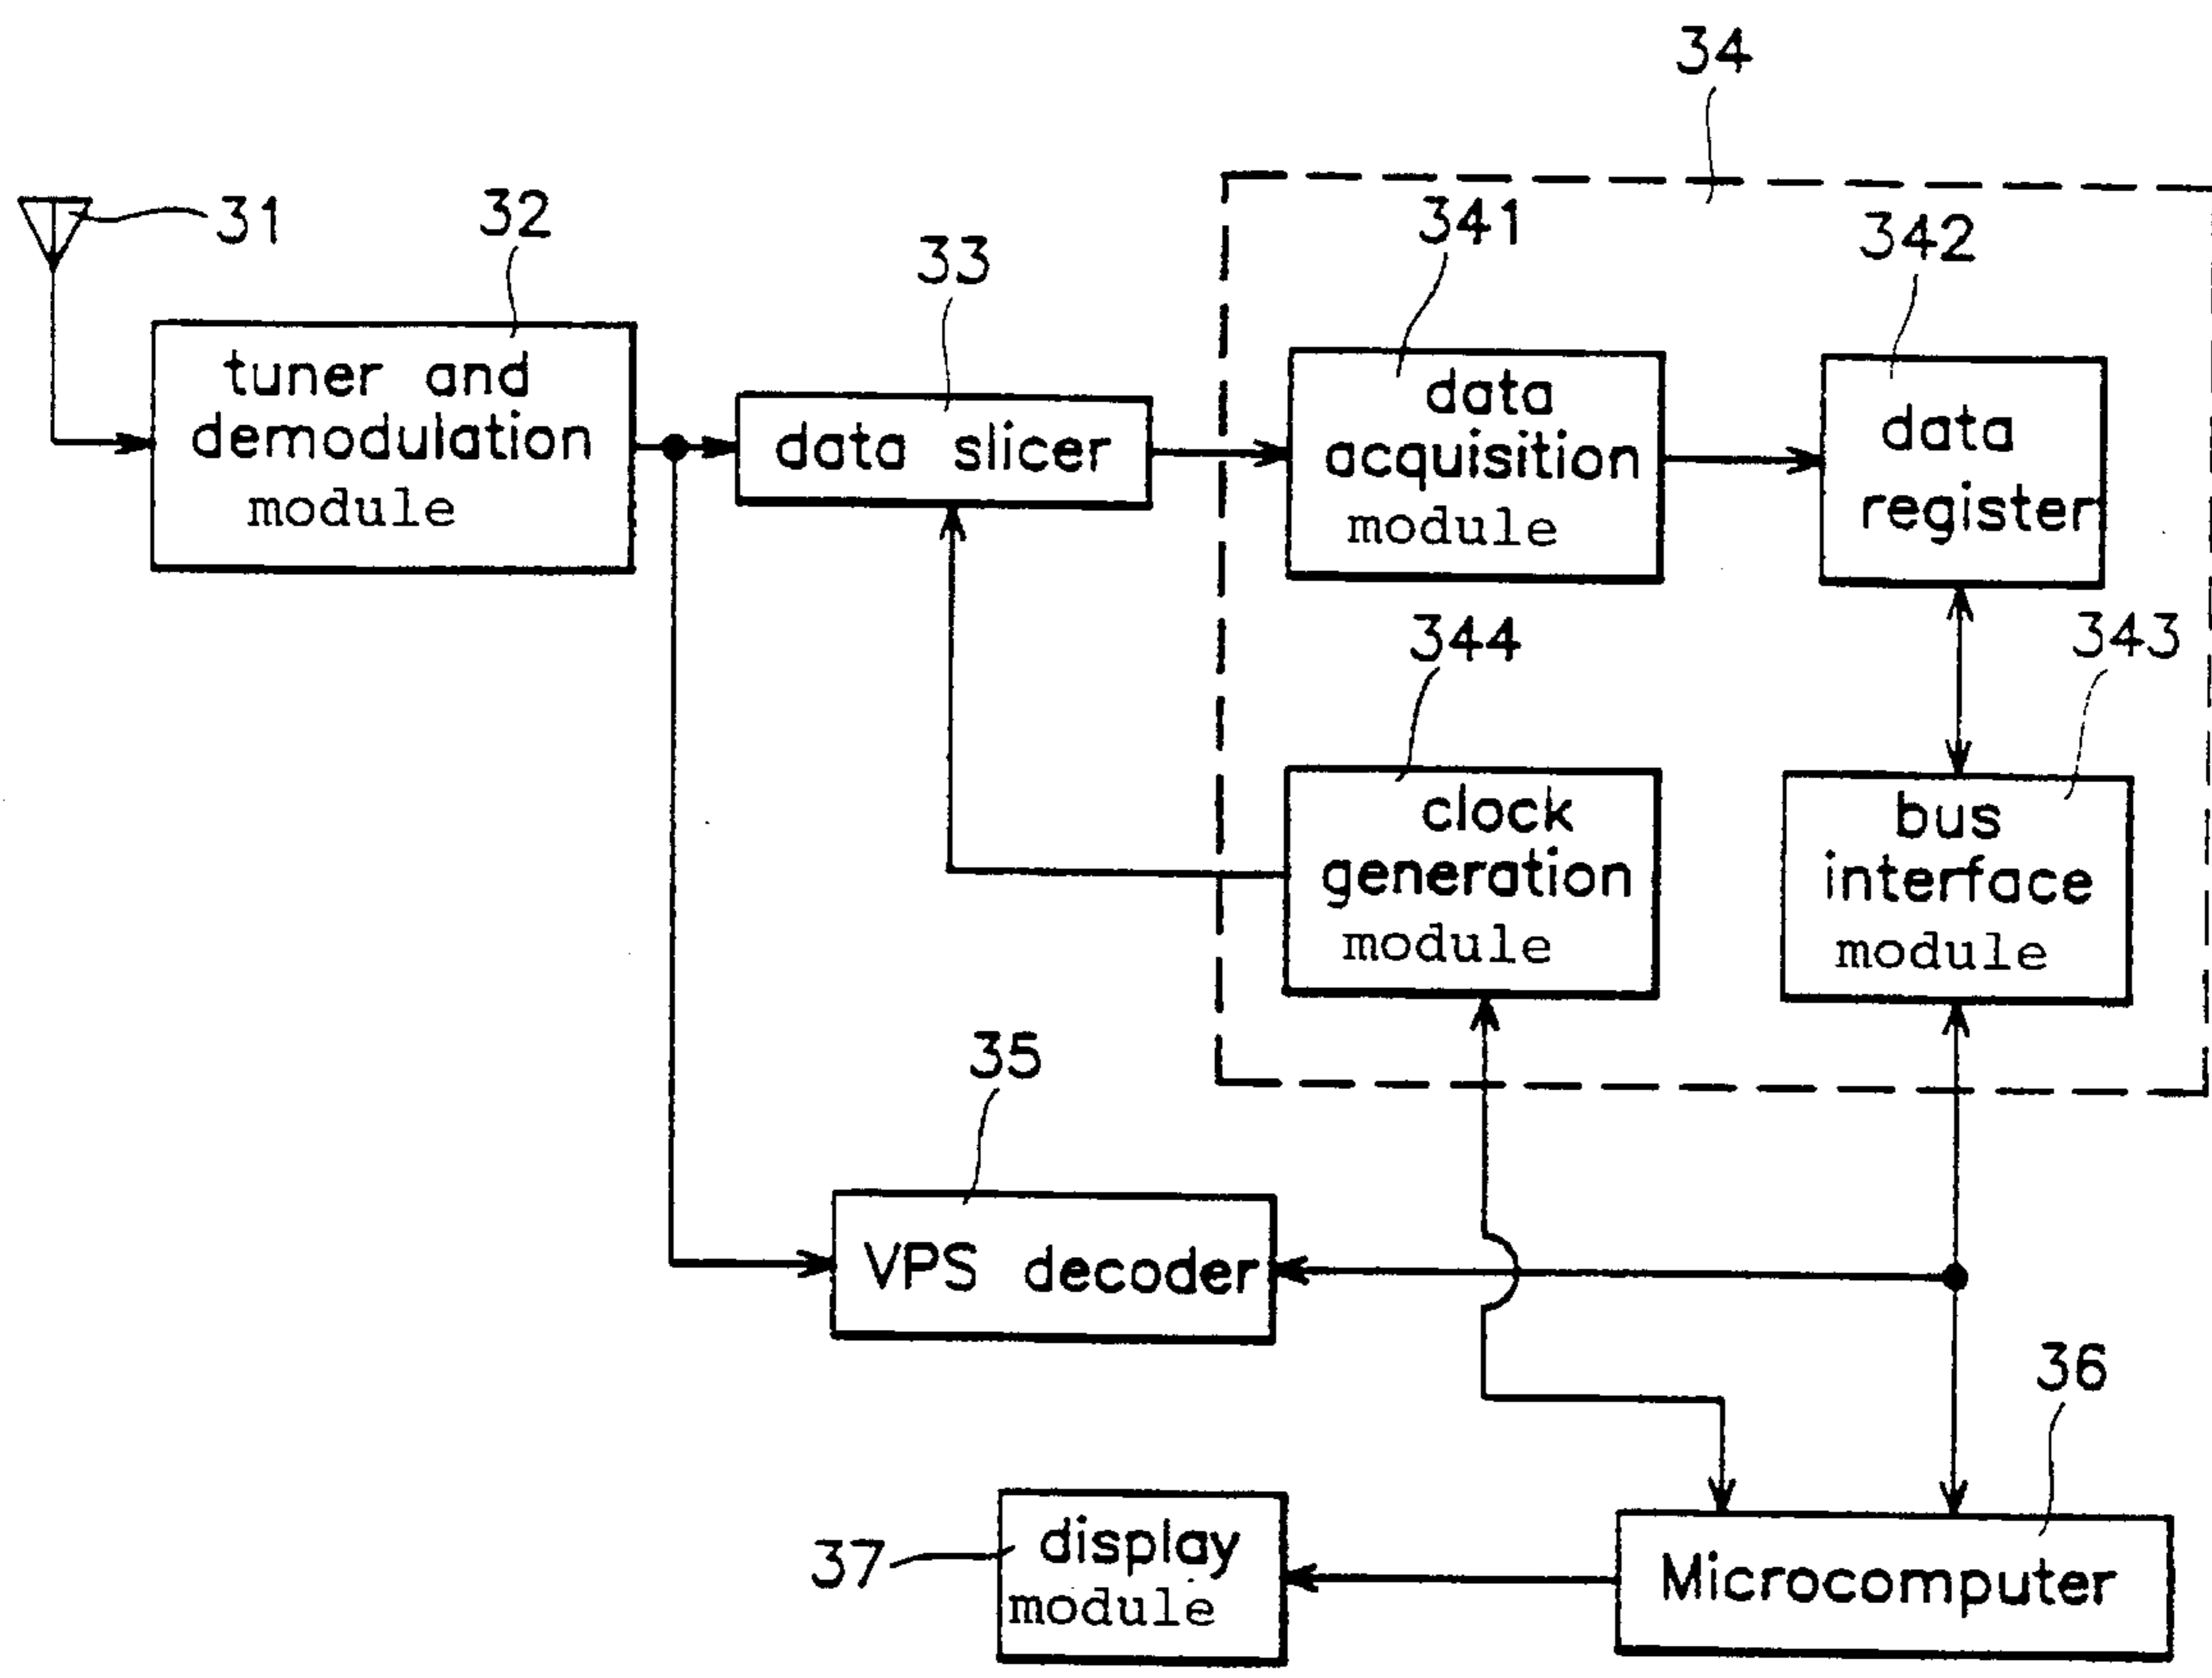 34
31
32
33
341
342
tuner and
demodulation
module
data slicer
data
acquisition
module
data
register
344
343
clock
generation
module
bus
interface
module
35
VPS decoder
36
37
display
module
Microcomputer